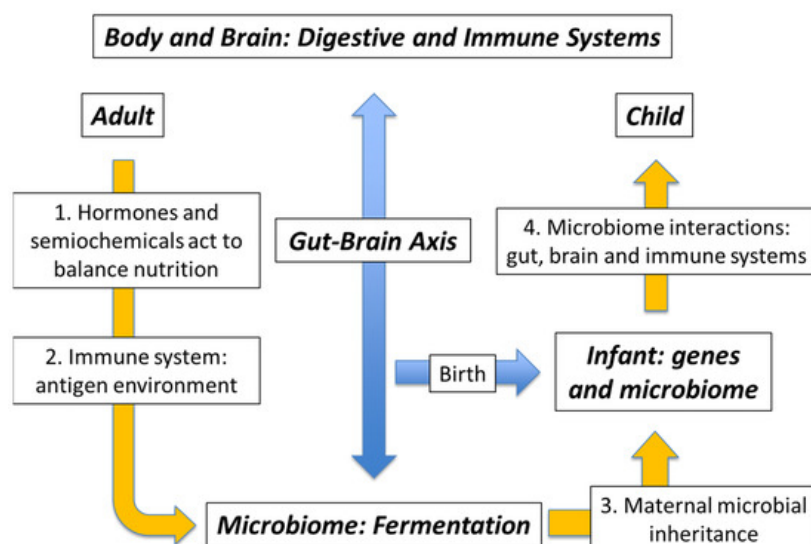 Body and Brain: Digestive and Immune Systems
Adult
Child
1. Hormones and
semiochemicals act to
balance nutrition
Gut-Brain Axis
4. Microbiome interactions:
gut, brain and immune systems
2. Immune system:
antigen environment
Birth
Infant: genes
and microbiome
Microbiome: Fermentation
3. Maternal microbial
inheritance